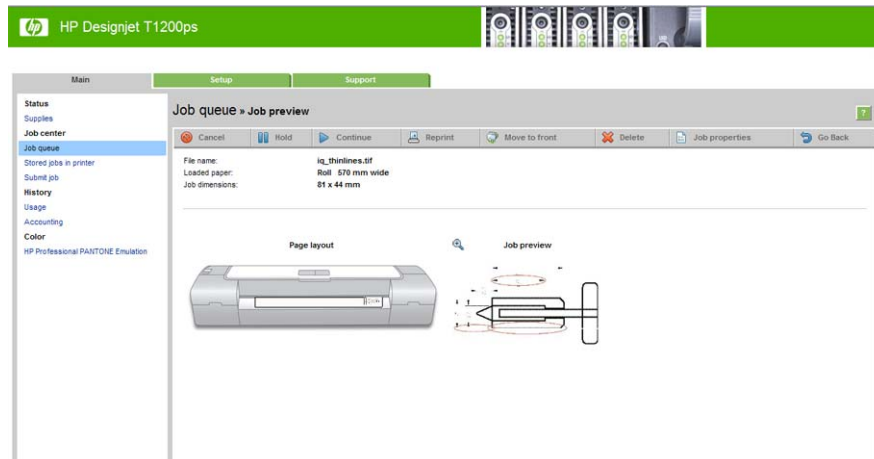 hp HP Designjet T1200ps
Main Setup Support
Status
Supplies
Job center
Job queue
Stored jobs in printer
Submit job
History
Usage
Accounting
Color
HP Professional PANTONE Emulation
Job queue » Job preview
?
Cancel Hold Continue Reprint Move to front Delete Job properties Go Back
File name: iq_thinlines.tif
Loaded paper: Roll 570 mm wide
Job dimensions: 81 x 44 mm
Page layout Job preview